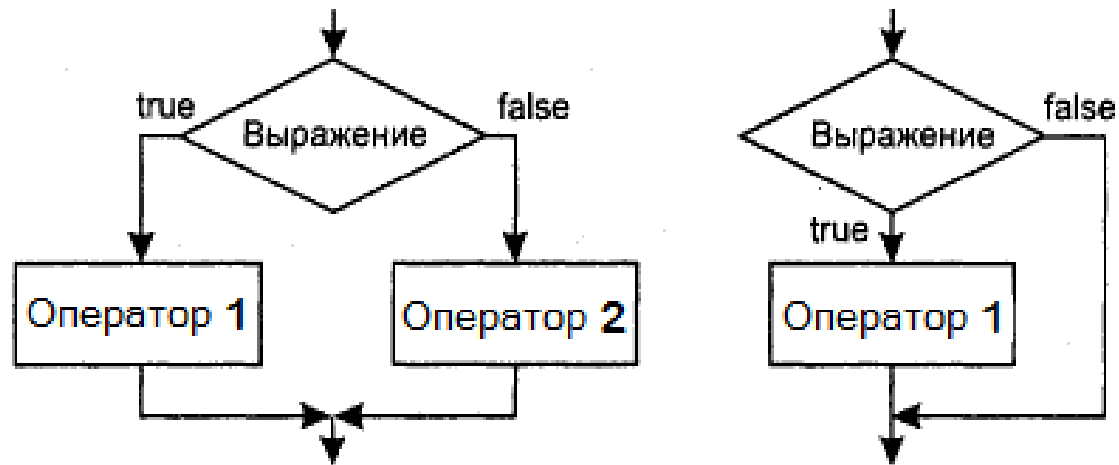 true
false
Выражение
Оператор 1
Оператор 2
false
Выражение
true
Оператор 1